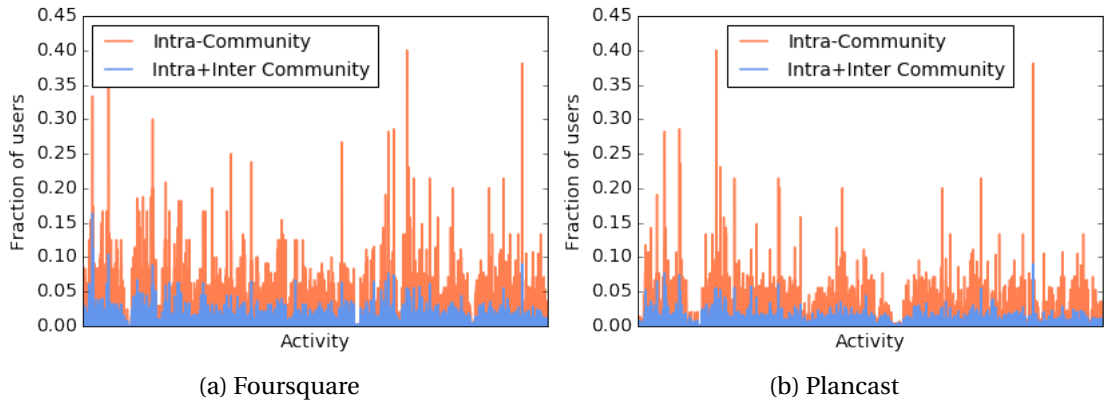 0.45
0.40
0.35
0.30
0.25
0.20
0.15
0.10
0.05
0.00
Fraction of users
Intra-Community
Intra+Inter Community
Activity
(a) Foursquare
0.45
0.40
0.35
0.30
0.25
0.20
0.15
0.10
0.05
0.00
Fraction of users
Intra-Community
Intra+Inter Community
Activity
(b) Plancast